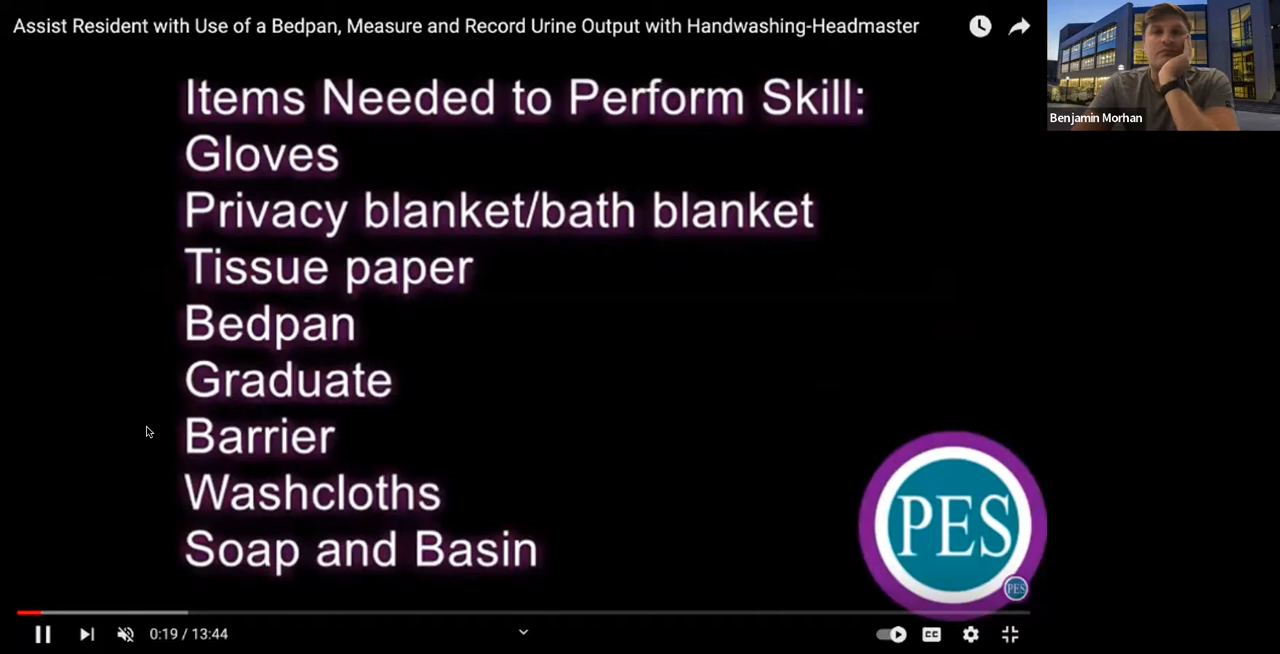 Assist Resident with Use of a Bedpan, Measure and Record Urine Output with Handwashing-Headmaster
Benjamin Morhan
Items Needed to Perform Skill:
Gloves
Privacy blanket/bath blanket
Tissue paper
Bedpan
Graduate
Barrier
Washcloths
Soap and Basin
PES
PES
0:19 / 13:44
CC